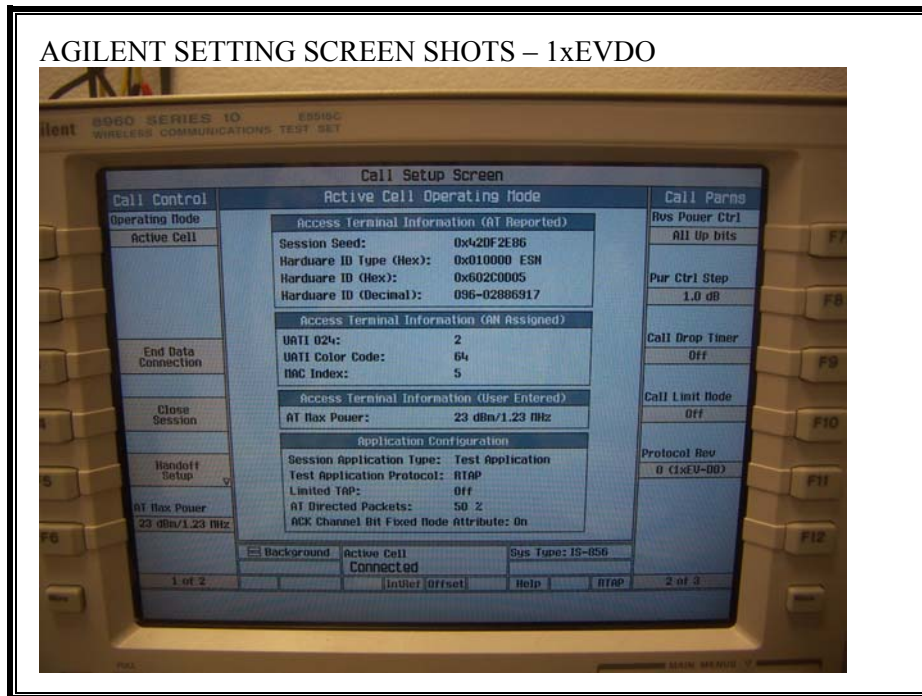 AGILENT SETTING SCREEN SHOTS – 1xEVDO
8960 SERIES 10 E5515C
WIRELESS COMMUNICATIONS TEST SET
Call Setup Screen
Call Control
Active Cell Operating Mode
Call Parms
Operating Mode
Active Cell
End Data
Connection
Close
Session
Handoff
Setup
AT Max Power
23 dBm/1.23 MHz
1 of 2
Access Terminal Information (AT Reported)
Session Seed: 0x420F2E86
Hardware ID Type (Hex): 0x010000 ESN
Hardware ID (Hex):
Hardware ID (Decimal): 096-02886917
Access Terminal Information (AN Assigned)
UATI 024: 2
UATI Color Code: 64
MAC Index: 5
Access Terminal Information (User Entered)
AT Max Power: 23 dBm/1.23 MHz
Application Configuration
Session Application Type: Test Application
Test Application Protocol: RTAP
Limited TAP: Off
AT Directed Packets: 50 %
ACK Channel Bit Fixed Mode Attribute: On
Background
Active Cell
Sys Type: IS-856
Connected
IntRef Offset Help RTAP
Rvs Power Ctrl
All Up bits
Pwr Ctrl Step
1.0 dB
Call Drop Timer
Off
Call Limit Mode
Off
Protocol Rev
0 (1xEV-DO)
2 of 3
F6
F7
F8
F9
F10
F11
F12